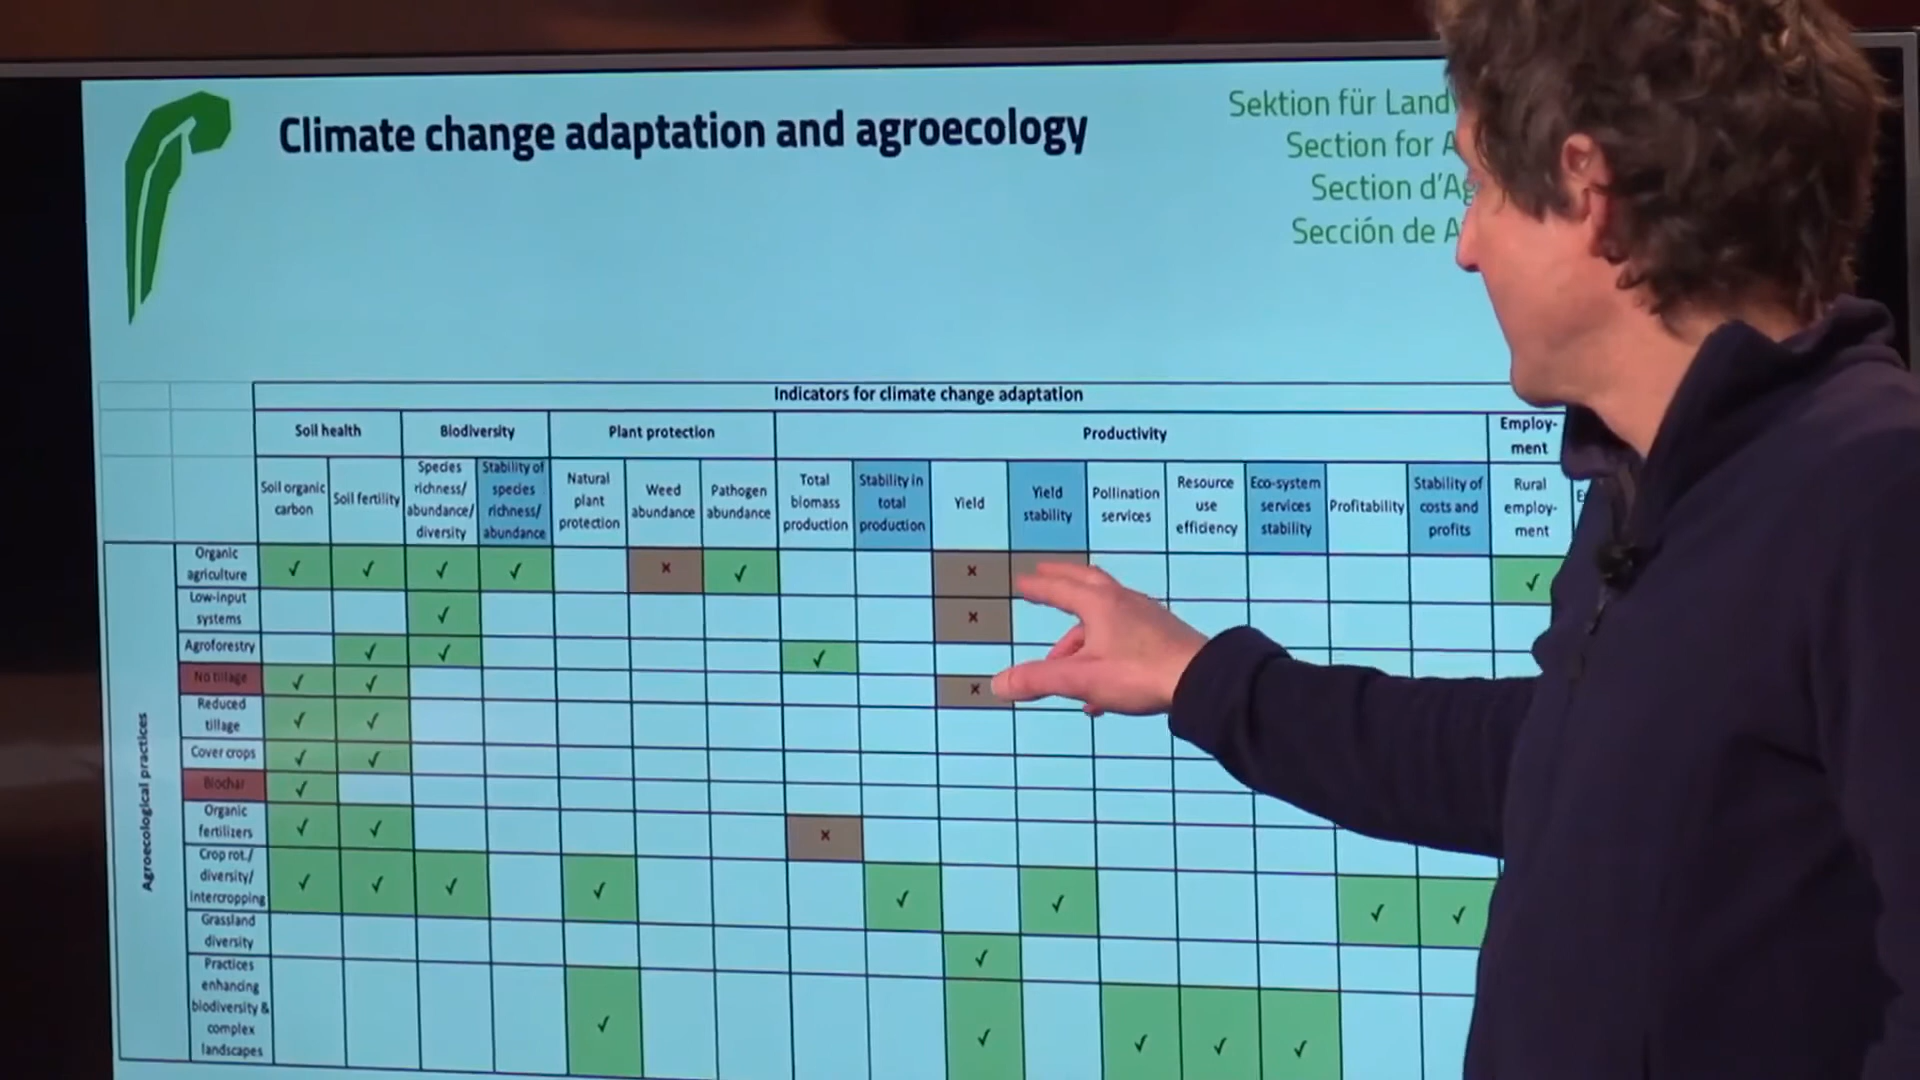 Climate change adaptation and agroecology
Sektion für Land
Section for A
Section d'Ag
Sección de A
Indicators for climate change adaptation
Soil health
Biodiversity
Plant protection
Productivity
Employ-
ment
Soil organic
carbon
Soil fertility
Species
richness/
abundance/
diversity
Stability of
species
richness/
abundance
Natural
plant
protection
Weed
abundance
Pathogen
abundance
Total
biomass
production
Stability in
total
production
Yield
Yield
stability
Pollination
services
Resource
use
efficiency
Eco-system
services
stability
Profitability
Stability of
costs and
profits
Rural
employ-
ment
Agroecological practices
Organic
agriculture
✓ ✓ ✓ ✓ × ✓ × ✓
Low-input
systems
✓ ×
Agroforestry
✓ ✓ ✓
No tillage
✓ ✓ ×
Reduced
tillage
✓ ✓
Cover crops
✓ ✓
Biochar
✓
Organic
fertilizers
✓ ✓ ×
Crop rot./
diversity/
Intercropping
✓ ✓ ✓ ✓ ✓ ✓ ✓ ✓
Grassland
diversity
✓
Practices
enhancing
biodiversity &
complex
landscapes
✓ ✓ ✓ ✓ ✓